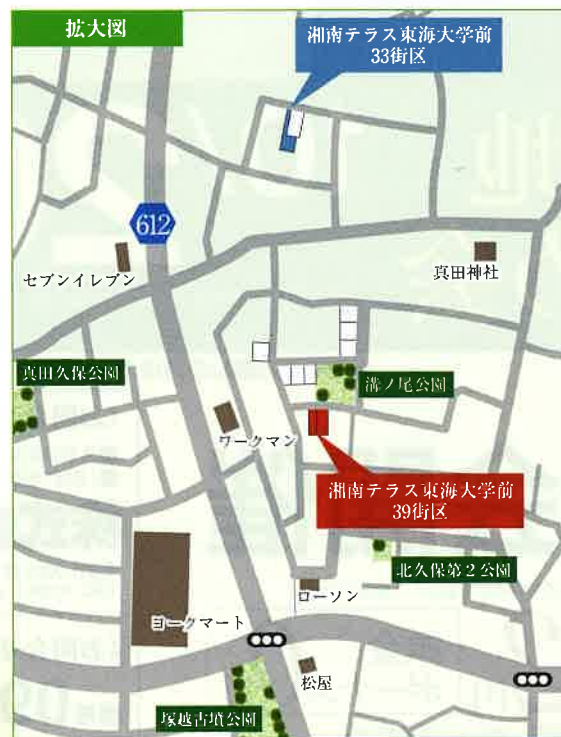 拡大図
湘南テラス東海大学前
33街区
612
セブンイレブン
真田神社
真田久保公園
溝ノ尾公園
ワークマン
湘南テラス東海大学前
39街区
北久保第2公園
ローソン
ヨークマート
松屋
塚越古墳公園